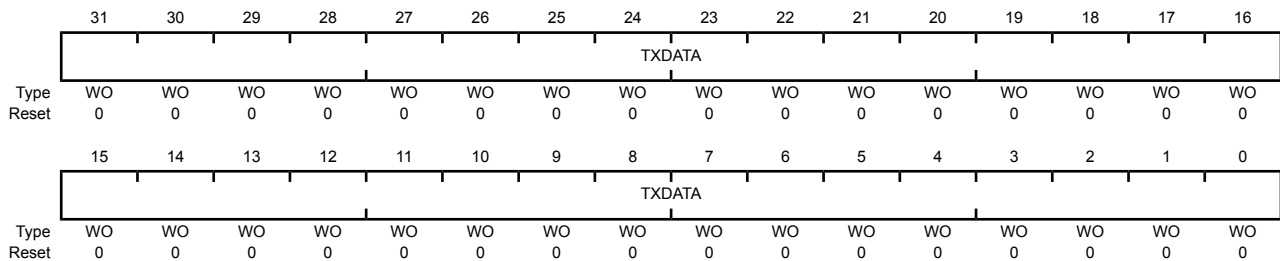 31 30 29 28 27 26 25 24 23 22 21 20 19 18 17 16
TXDATA
Type WO WO WO WO WO WO WO WO WO WO WO WO WO WO WO WO
Reset 0 0 0 0 0 0 0 0 0 0 0 0 0 0 0 0
15 14 13 12 11 10 9 8 7 6 5 4 3 2 1 0
TXDATA
Type WO WO WO WO WO WO WO WO WO WO WO WO WO WO WO WO
Reset 0 0 0 0 0 0 0 0 0 0 0 0 0 0 0 0